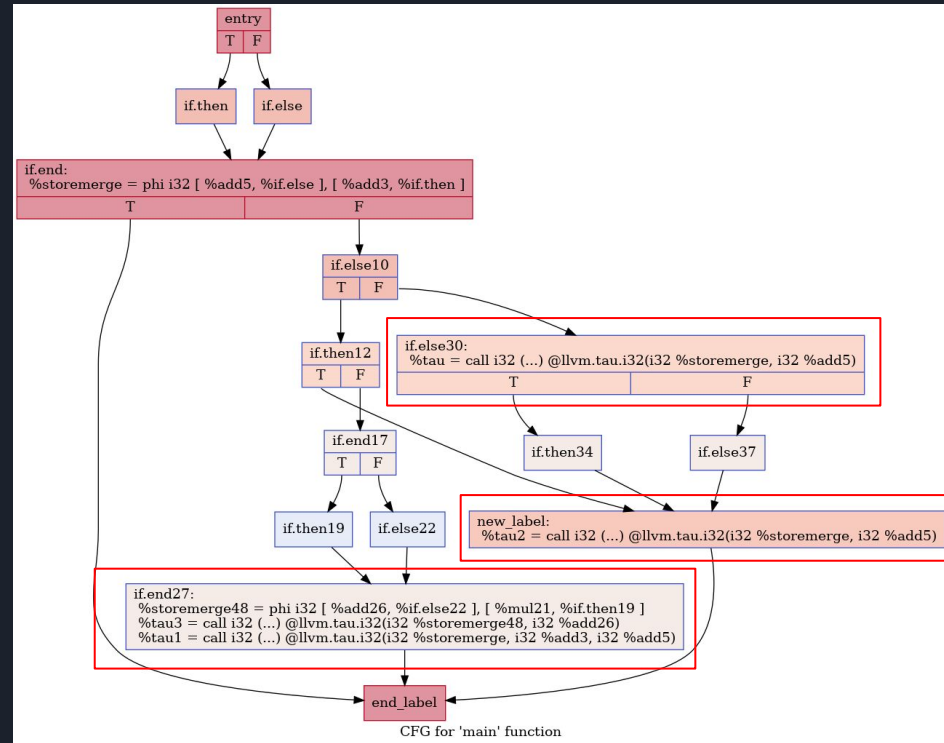 entry
T F
if.then if.else
if.end:
%storemerge = phi i32 [ %add5, %if.else ], [ %add3, %if.then ]
T F
if.else10
T F
if.then12
T F
if.else30:
%tau = call i32 (...) @llvm.tau.i32(i32 %storemerge, i32 %add5)
T F
if.end17
T F
if.then34 if.else37
if.then19 if.else22
new_label:
%tau2 = call i32 (...) @llvm.tau.i32(i32 %storemerge, i32 %add5)
if.end27:
%storemerge48 = phi i32 [ %add26, %if.else22 ], [ %mul21, %if.then19 ]
%tau3 = call i32 (...) @llvm.tau.i32(i32 %storemerge48, i32 %add26)
%tau1 = call i32 (...) @llvm.tau.i32(i32 %storemerge, i32 %add3, i32 %add5)
end_label
CFG for 'main' function